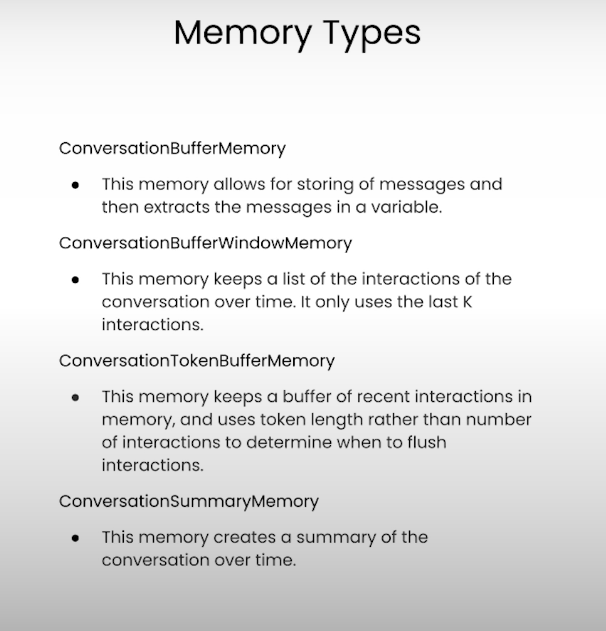 Memory Types
ConversationBufferMemory
● This memory allows for storing of messages and
then extracts the messages in a variable.
ConversationBufferWindowMemory
● This memory keeps a list of the interactions of the
conversation over time. It only uses the last K
interactions.
ConversationTokenBufferMemory
● This memory keeps a buffer of recent interactions in
memory, and uses token length rather than number
of interactions to determine when to flush
interactions.
ConversationSummaryMemory
● This memory creates a summary of the
conversation over time.